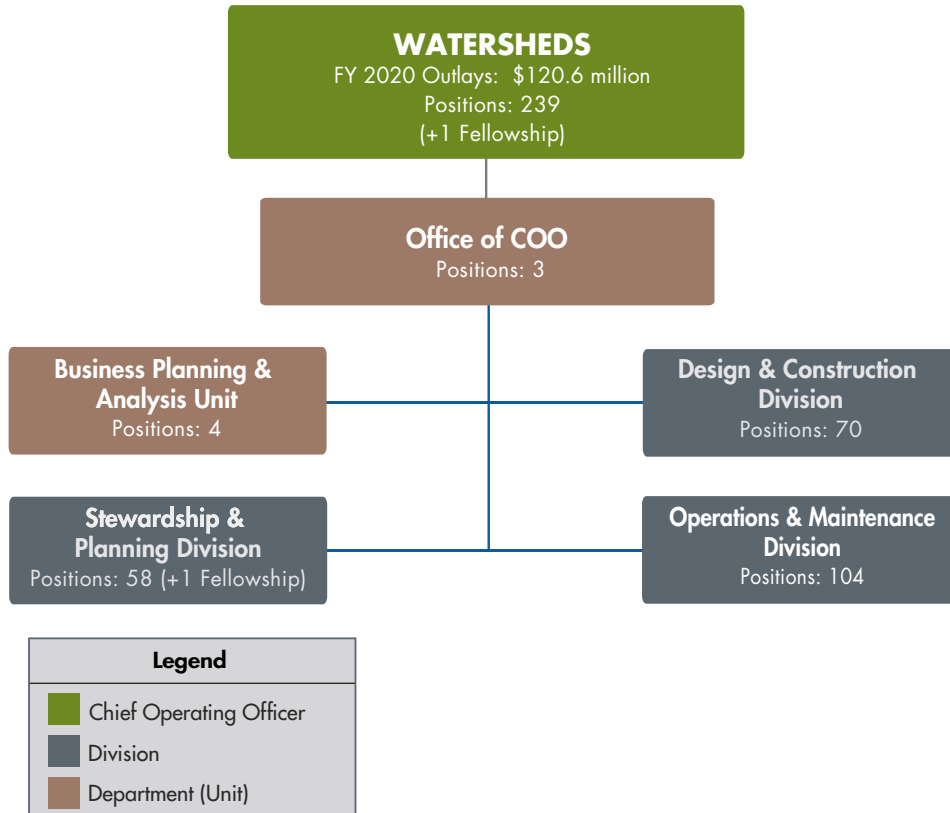 WATERSHEDS
FY 2020 Outlays: $120.6 million
Positions: 239
(+1 Fellowship)
Office of COO
Positions: 3
Business Planning &
Analysis Unit
Positions: 4
Design & Construction
Division
Positions: 70
Stewardship &
Planning Division
Positions: 58 (+1 Fellowship)
Operations & Maintenance
Division
Positions: 104
Legend
Chief Operating Officer
Division
Department (Unit)